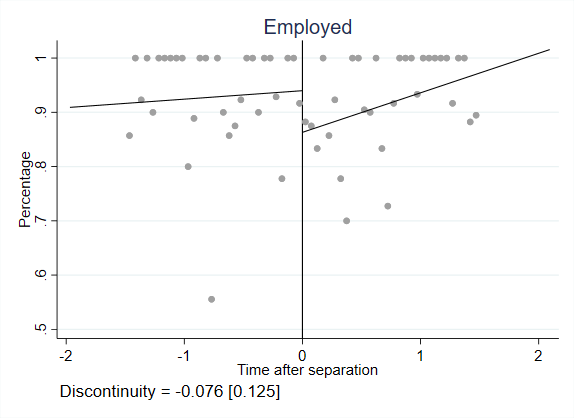 Employed
Percentage
1
.9
.8
.7
.6
.5
-2
-1
0
1
2
Time after separation
Discontinuity = -0.076 [0.125]